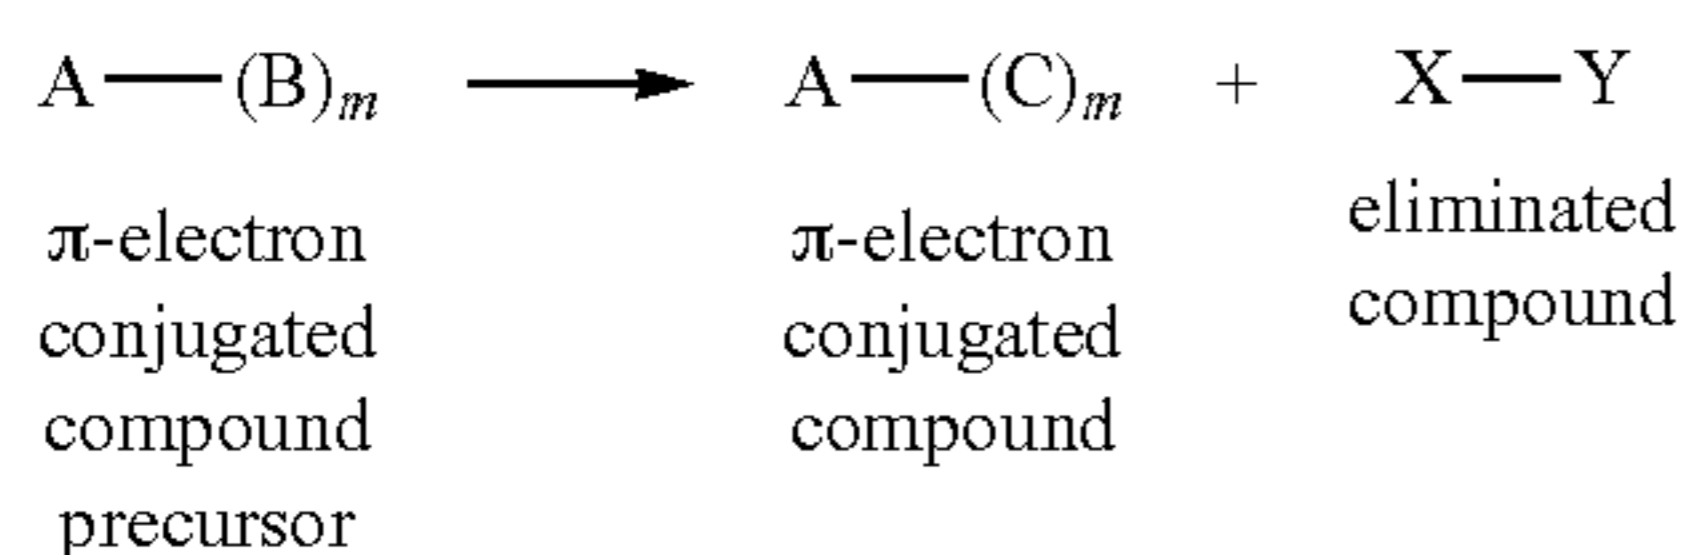 A—(B)m → A—(C)m + X—Y
π-electron conjugated compound precursor
π-electron conjugated compound
eliminated compound